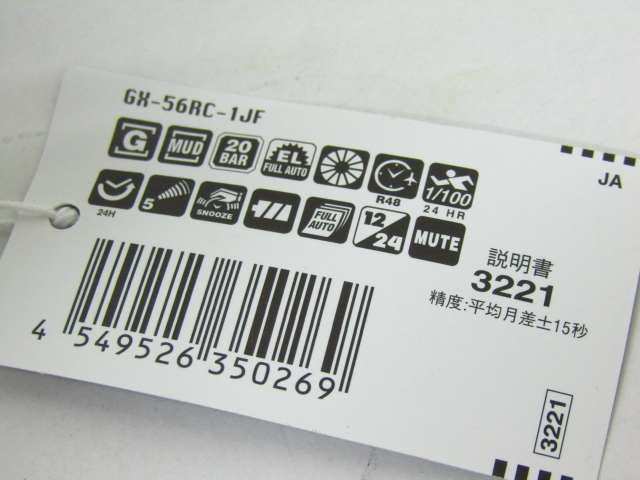 GX-56RC-1JF
G MUD 20 BAR EL FULL AUTO R48 1/100 24 HR
24H 5 SNOOZE FULL AUTO 12/24 MUTE
JA
説明書
3221
精度:平均月差±15秒
4 549526 350269
3221